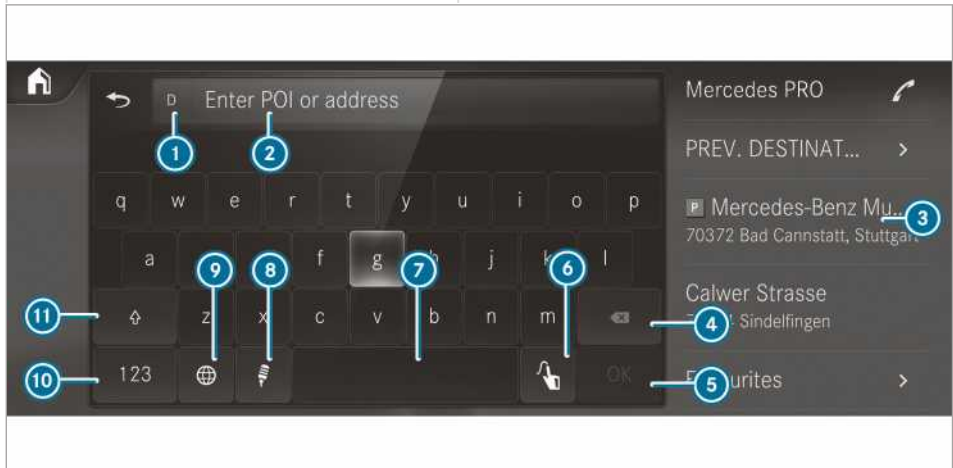 Mercedes PRO
D Enter POI or address
1 2
PREV. DESTINAT...
q w e r t y u i o p
P Mercedes-Benz Mu..
3
70372 Bad Cannstatt, Stuttgart
a f g j l
9 8 7 6
Calwer Strasse
11 z x c v b n m 4
Sindelfingen
10 123 OK 5